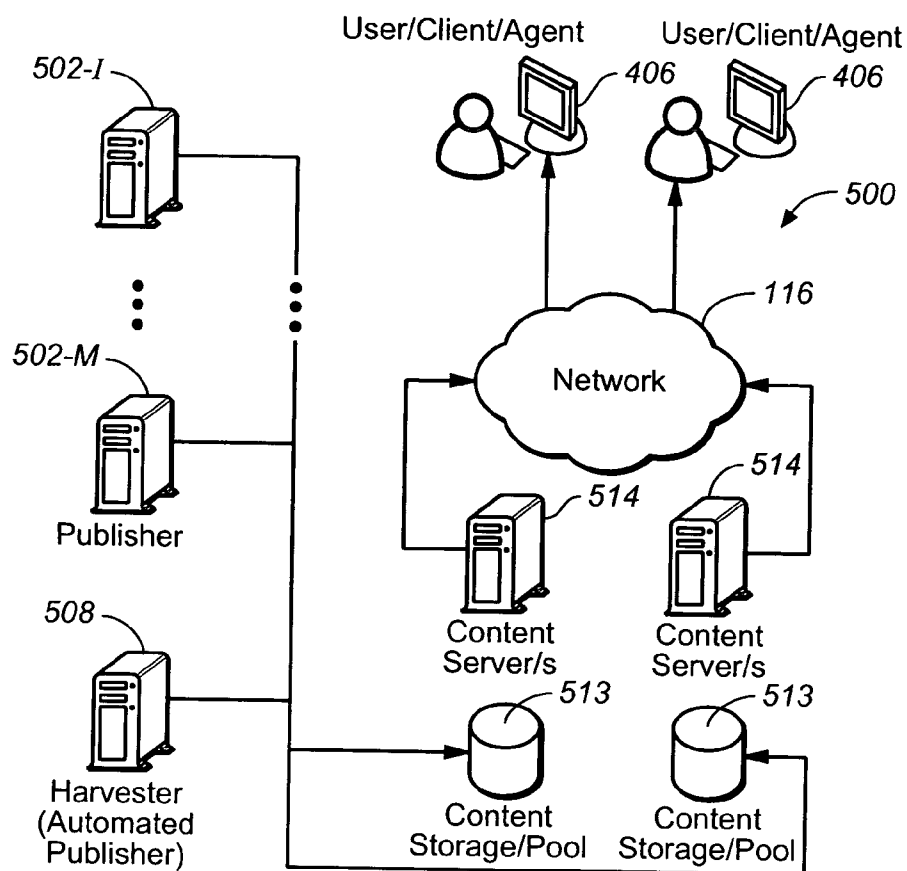 User/Client/Agent
User/Client/Agent
502-I
406
406
500
116
502-M
Network
514
514
Publisher
508
Content
Server/s
Content
Server/s
513
513
Harvester
(Automated
Publisher)
Content
Storage/Pool
Content
Storage/Pool